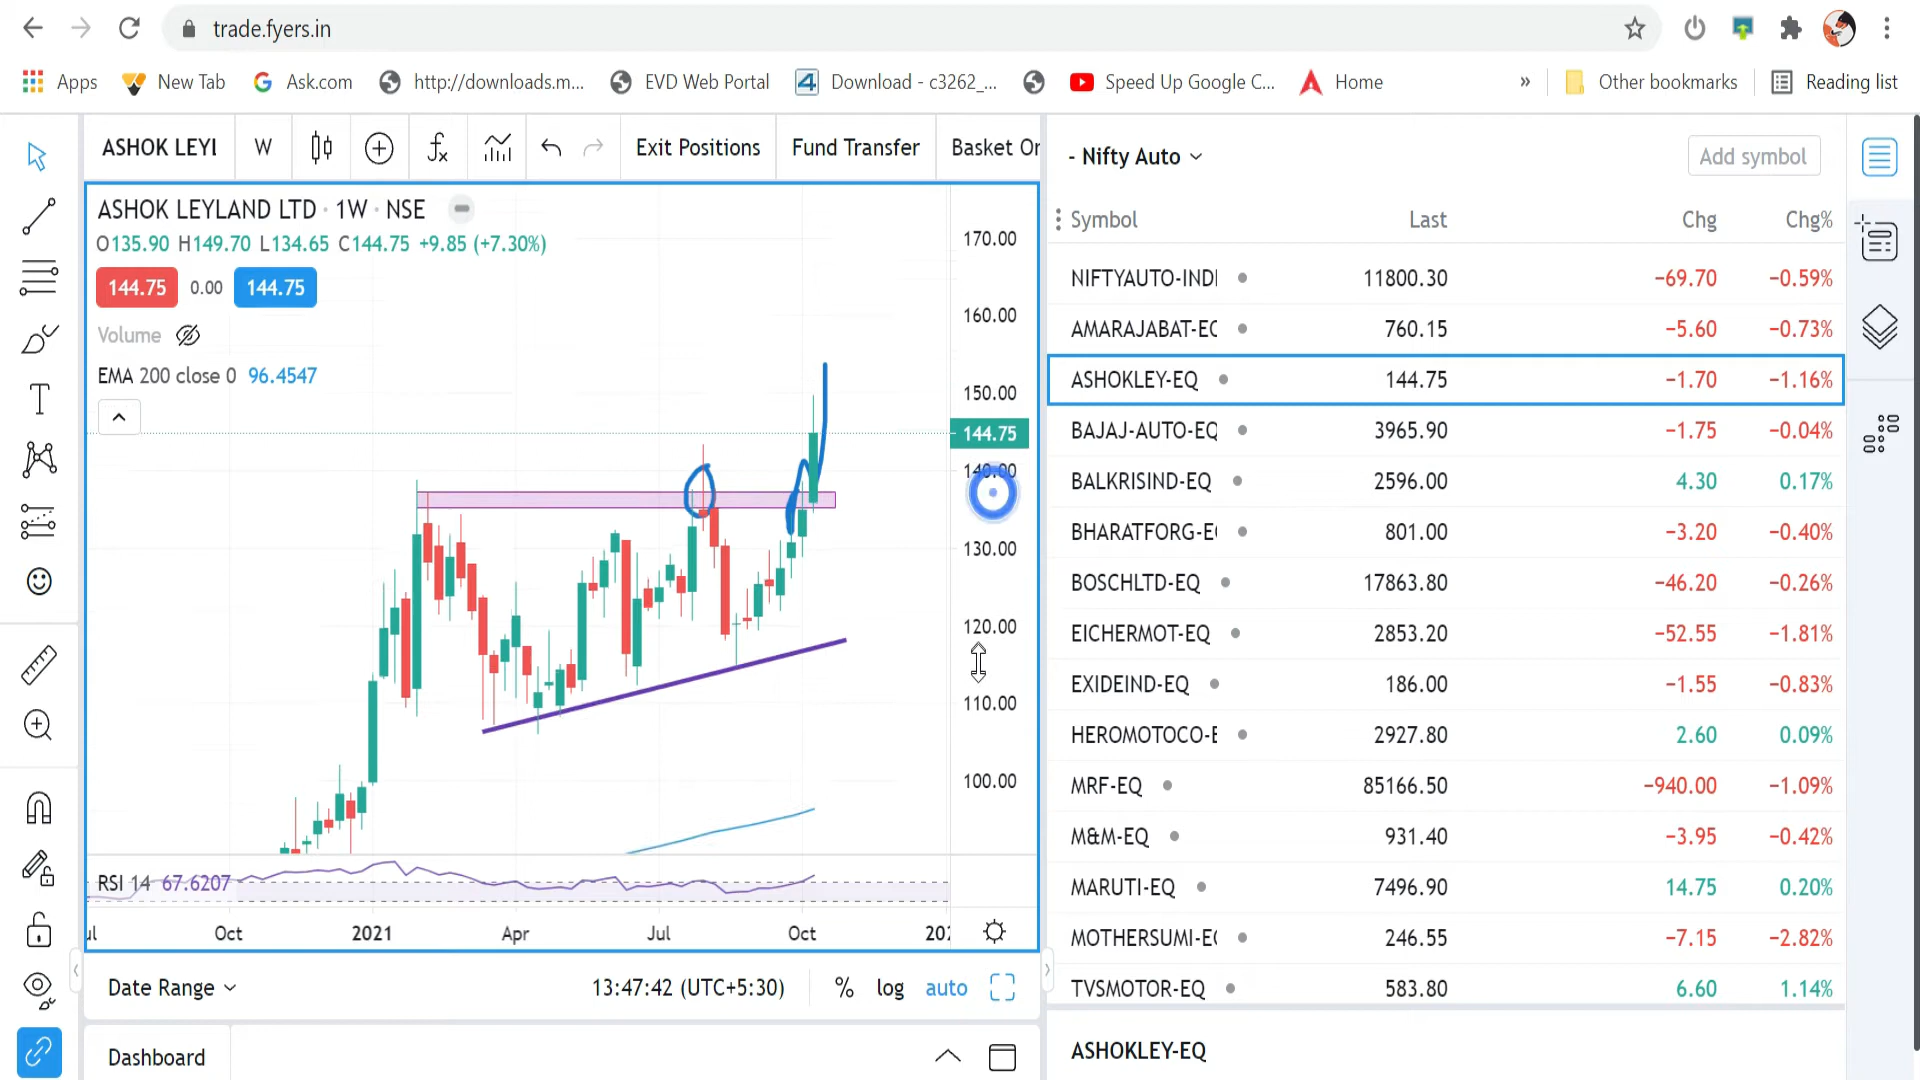 trade.fyers.in
Apps New Tab Ask.com http://downloads.m... EVD Web Portal Download - c3262_... Speed Up Google C... Home » Other bookmarks Reading list
ASHOK LEYL W Exit Positions Fund Transfer Basket Or
- Nifty Auto Add symbol
ASHOK LEYLAND LTD · 1W · NSE
O135.90 H149.70 L134.65 C144.75 +9.85 (+7.30%)
144.75 0.00 144.75
Volume
EMA 200 close 0 96.4547
170.00
160.00
150.00
144.75
140.00
130.00
120.00
110.00
100.00
RSI 14 67.6207
Oct 2021 Apr Jul Oct
Date Range 13:47:42 (UTC+5:30) % log auto
Dashboard
Symbol Last Chg Chg%
NIFTYAUTO-INDI 11800.30 −69.70 −0.59%
AMARAJABAT-EQ 760.15 −5.60 −0.73%
ASHOKLEY-EQ 144.75 −1.70 −1.16%
BAJAJ-AUTO-EQ 3965.90 −1.75 −0.04%
BALKRISIND-EQ 2596.00 4.30 0.17%
BHARATFORG-E 801.00 −3.20 −0.40%
BOSCHLTD-EQ 17863.80 −46.20 −0.26%
EICHERMOT-EQ 2853.20 −52.55 −1.81%
EXIDEIND-EQ 186.00 −1.55 −0.83%
HEROMOTOCO-E 2927.80 2.60 0.09%
MRF-EQ 85166.50 −940.00 −1.09%
M&M-EQ 931.40 −3.95 −0.42%
MARUTI-EQ 7496.90 14.75 0.20%
MOTHERSUMI-E 246.55 −7.15 −2.82%
TVSMOTOR-EQ 583.80 6.60 1.14%
ASHOKLEY-EQ